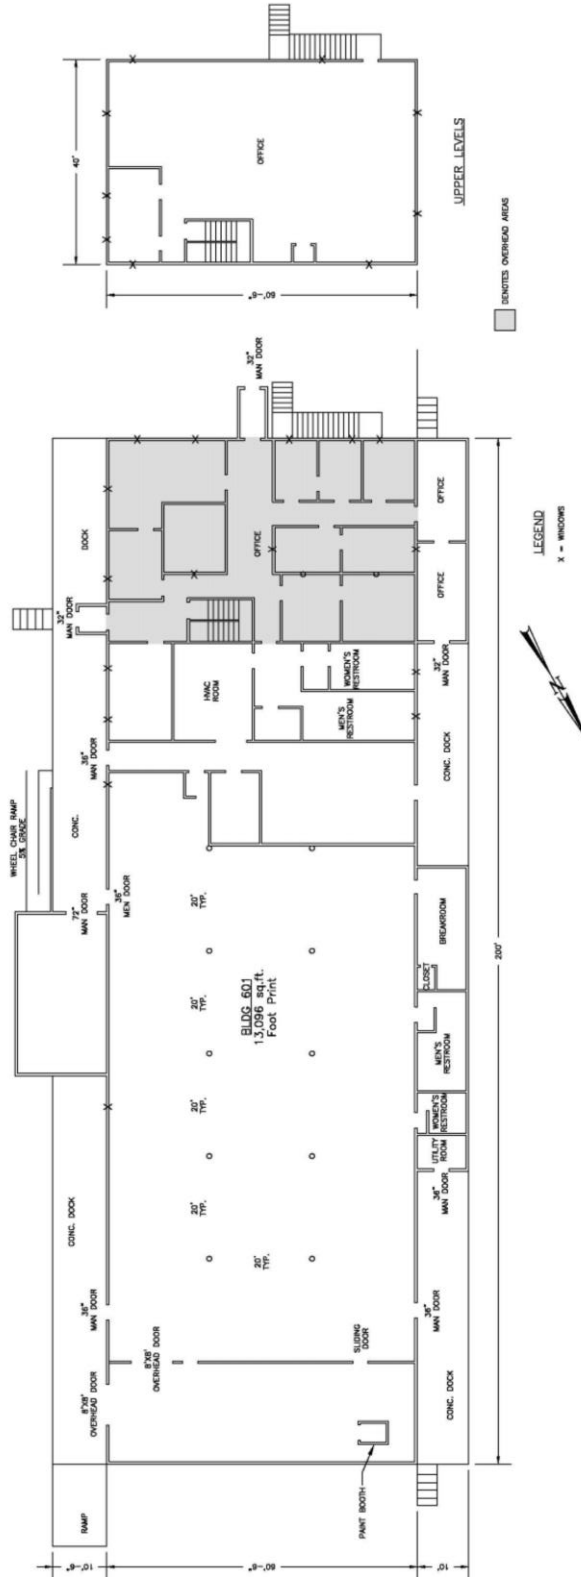 40'
OFFICE
60'-6"
UPPER LEVELS
DENOTES OVERHEAD AREAS
32"
MAN DOOR
DOCK
OFFICE
OFFICE
OFFICE
LEGEND
X = WINDOWS
32"
MAN DOOR
HVAC
ROOM
WOMEN'S
RESTROOM
MEN'S
RESTROOM
32"
MAN DOOR
N
36"
MAN DOOR
CONC. DOCK
WHEEL CHAIR RAMP
5% GRADE
CONC.
72"
MAN DOOR
36"
MEN DOOR
20'
TYP.
BREAKROOM
CLOSET
200'
BLDG 601
13,096 sq.ft.
Foot Print
20'
TYP.
MEN'S
RESTROOM
20'
TYP.
WOMEN'S
RESTROOM
UTILITY
ROOM
CONC. DOCK
20'
TYP.
20'
TYP.
36"
MAN DOOR
36"
MAN DOOR
36"
MAN DOOR
8'X8'
OVERHEAD DOOR
SLIDING
DOOR
8'X8'
OVERHEAD DOOR
CONC. DOCK
PAINT BOOTH
RAMP
10'-6"
60'-6"
10'